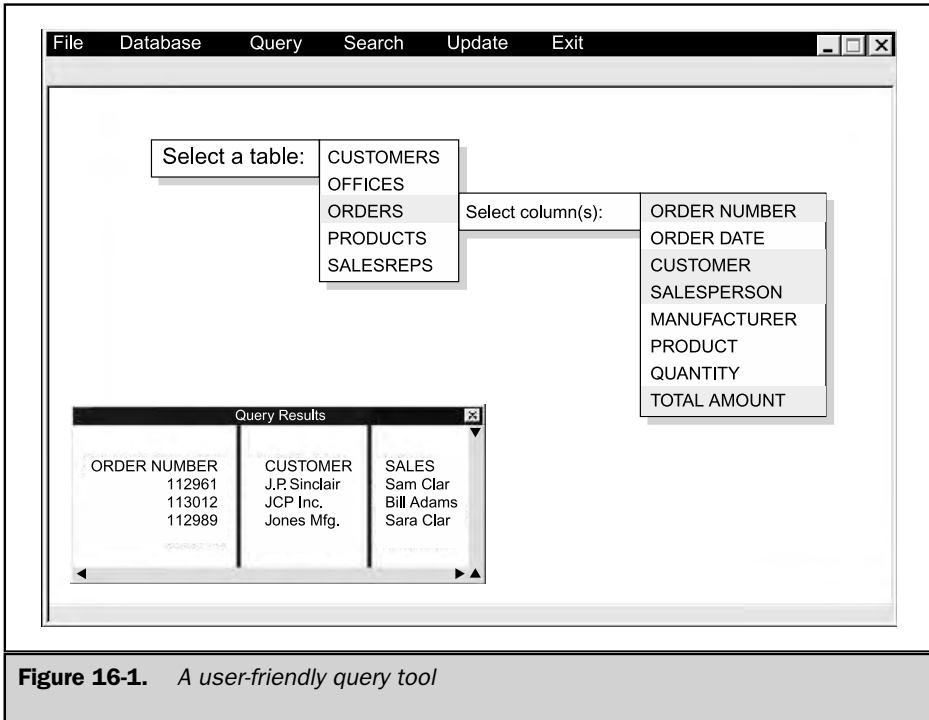 File Database Query Search Update Exit
Select a table:
CUSTOMERS
OFFICES
ORDERS
PRODUCTS
SALESREPS
Select column(s):
ORDER NUMBER
ORDER DATE
CUSTOMER
SALESPERSON
MANUFACTURER
PRODUCT
QUANTITY
TOTAL AMOUNT
Query Results
ORDER NUMBER CUSTOMER SALES
112961 J.P. Sinclair Sam Clar
113012 JCP Inc. Bill Adams
112989 Jones Mfg. Sara Clar
Figure 16-1. A user-friendly query tool